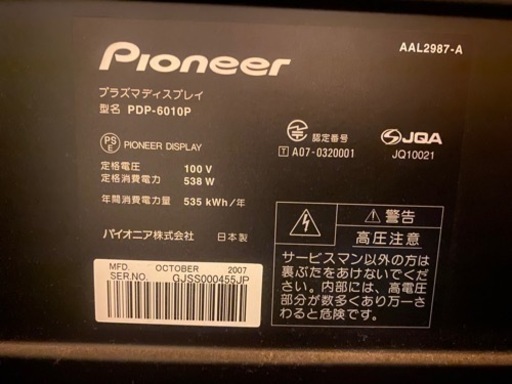 Pioneer
AAL2987-A
プラズマディスプレイ
型名 PDP-6010P
PS E PIONEER DISPLAY
認定番号
T A07-0320001
JQA
JQ10021
定格電圧 100 V
定格消費電力 538 W
年間消費電力量 535 kWh/年
パイオニア株式会社 日本製
MFD. OCTOBER 2007
SER.NO. GJSS000455JP
警告
高圧注意
サービスマン以外の方は
裏ぶたをあけないでくだ
さい。内部には、高電圧
部分が数多くあり万一さ
わると危険です。